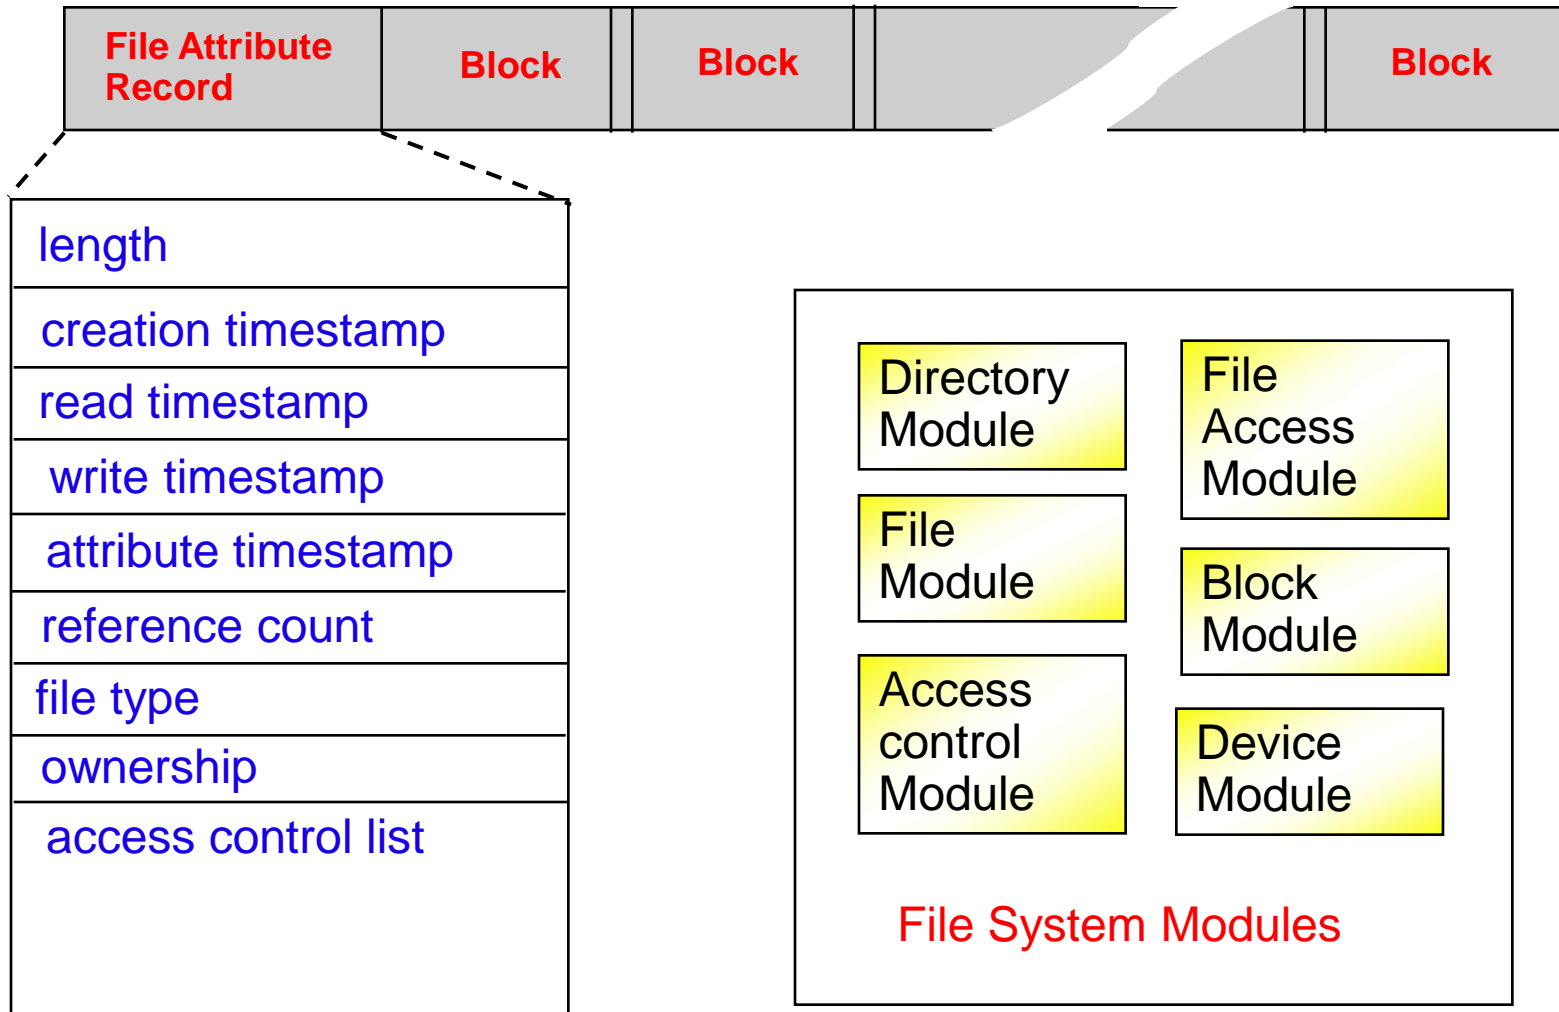 File Attribute
Record
Block
Block
Block
length
creation timestamp
read timestamp
write timestamp
attribute timestamp
reference count
file type
ownership
access control list
Directory
Module
File
Access
Module
File
Module
Block
Module
Access
control
Module
Device
Module
File System Modules